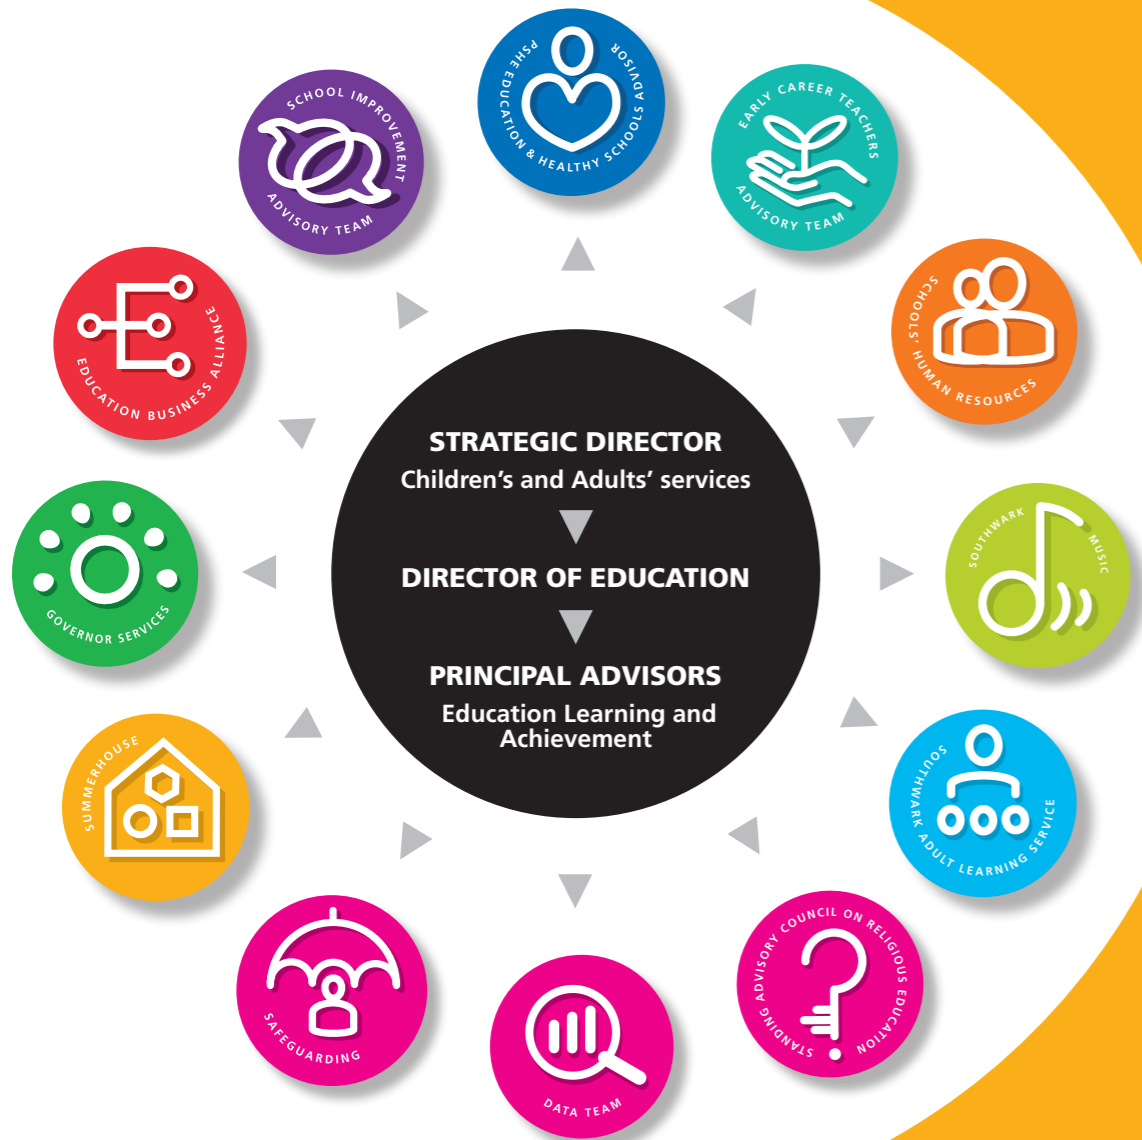 PSHE EDUCATION & HEALTHY SCHOOLS ADVISOR
EARLY CAREER TEACHERS
ADVISORY TEAM
SCHOOLS' HUMAN RESOURCES
SOUTHWARK MUSIC
SOUTHWARK ADULT LEARNING SERVICE
STANDING ADVISORY COUNCIL ON RELIGIOUS EDUCATION
DATA TEAM
SAFEGUARDING
SUMMERHOUSE
GOVERNOR SERVICES
EDUCATION BUSINESS ALLIANCE
SCHOOL IMPROVEMENT
ADVISORY TEAM
STRATEGIC DIRECTOR
Children's and Adults' services
DIRECTOR OF EDUCATION
PRINCIPAL ADVISORS
Education Learning and
Achievement